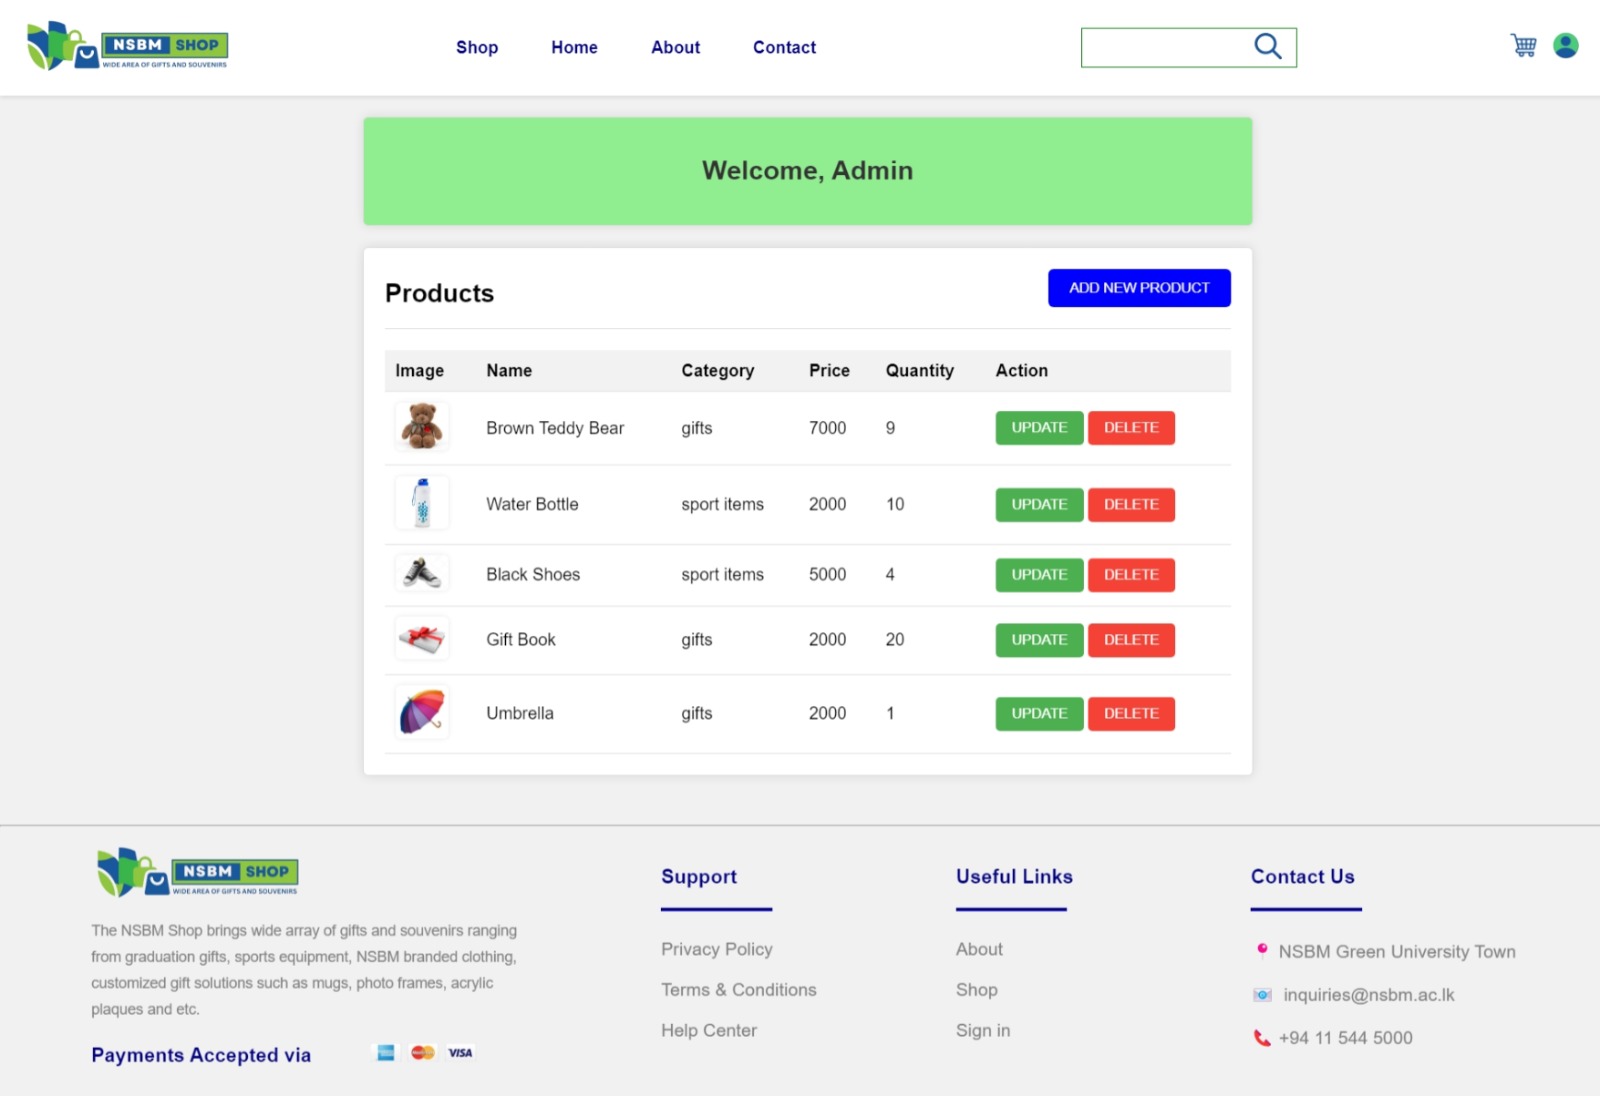 NSBM SHOP
WIDE AREA OF GIFTS AND SOUVENIRS
Shop Home About Contact
Welcome, Admin
Products
ADD NEW PRODUCT
Image Name Category Price Quantity Action
Brown Teddy Bear gifts 7000 9 UPDATE DELETE
Water Bottle sport items 2000 10 UPDATE DELETE
Black Shoes sport items 5000 4 UPDATE DELETE
Gift Book gifts 2000 20 UPDATE DELETE
Umbrella gifts 2000 1 UPDATE DELETE
NSBM SHOP
WIDE AREA OF GIFTS AND SOUVENIRS
The NSBM Shop brings wide array of gifts and souvenirs ranging
from graduation gifts, sports equipment, NSBM branded clothing,
customized gift solutions such as mugs, photo frames, acrylic
plaques and etc.
Payments Accepted via
VISA
Support
Privacy Policy
Terms & Conditions
Help Center
Useful Links
About
Shop
Sign in
Contact Us
NSBM Green University Town
inquiries@nsbm.ac.lk
+94 11 544 5000